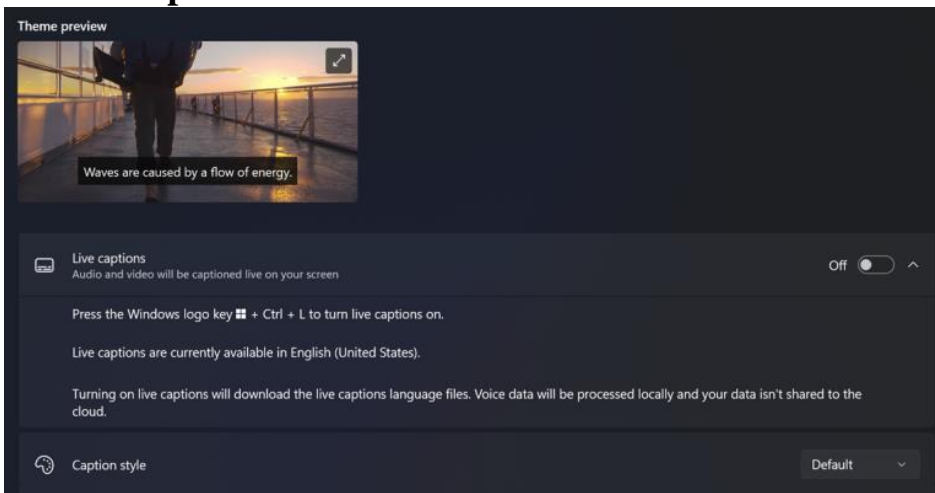 Theme preview
Waves are caused by a flow of energy.
Live captions
Audio and video will be captioned live on your screen
Off
Press the Windows logo key + Ctrl + L to turn live captions on.
Live captions are currently available in English (United States).
Turning on live captions will download the live captions language files. Voice data will be processed locally and your data isn't shared to the
cloud.
Caption style
Default